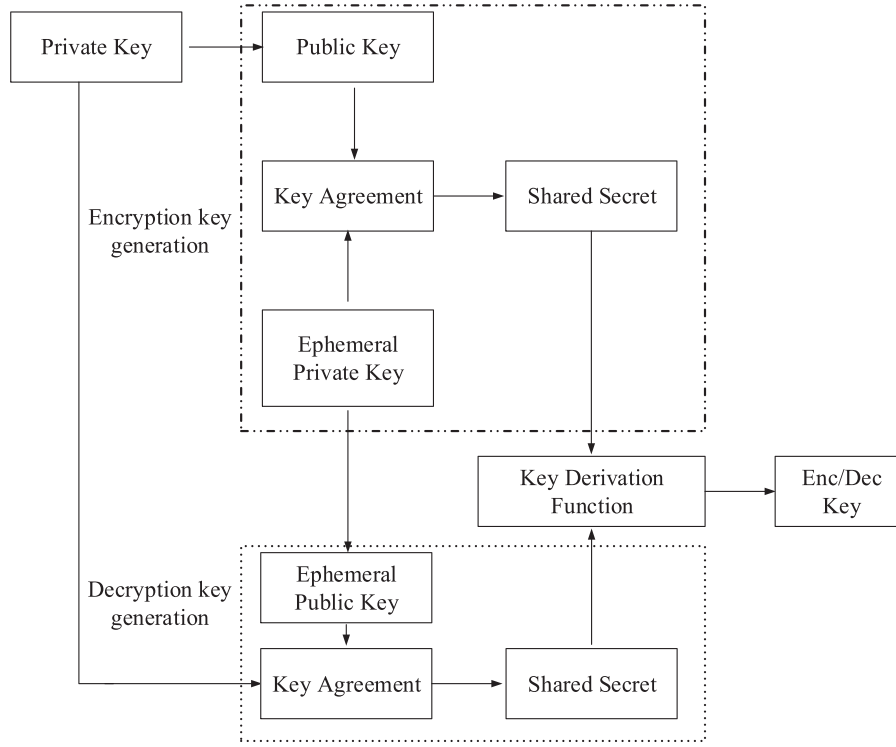 Private Key
Public Key
Key Agreement
Shared Secret
Encryption key
generation
Ephemeral
Private Key
Key Derivation
Function
Enc/Dec
Key
Ephemeral
Public Key
Decryption key
generation
Key Agreement
Shared Secret